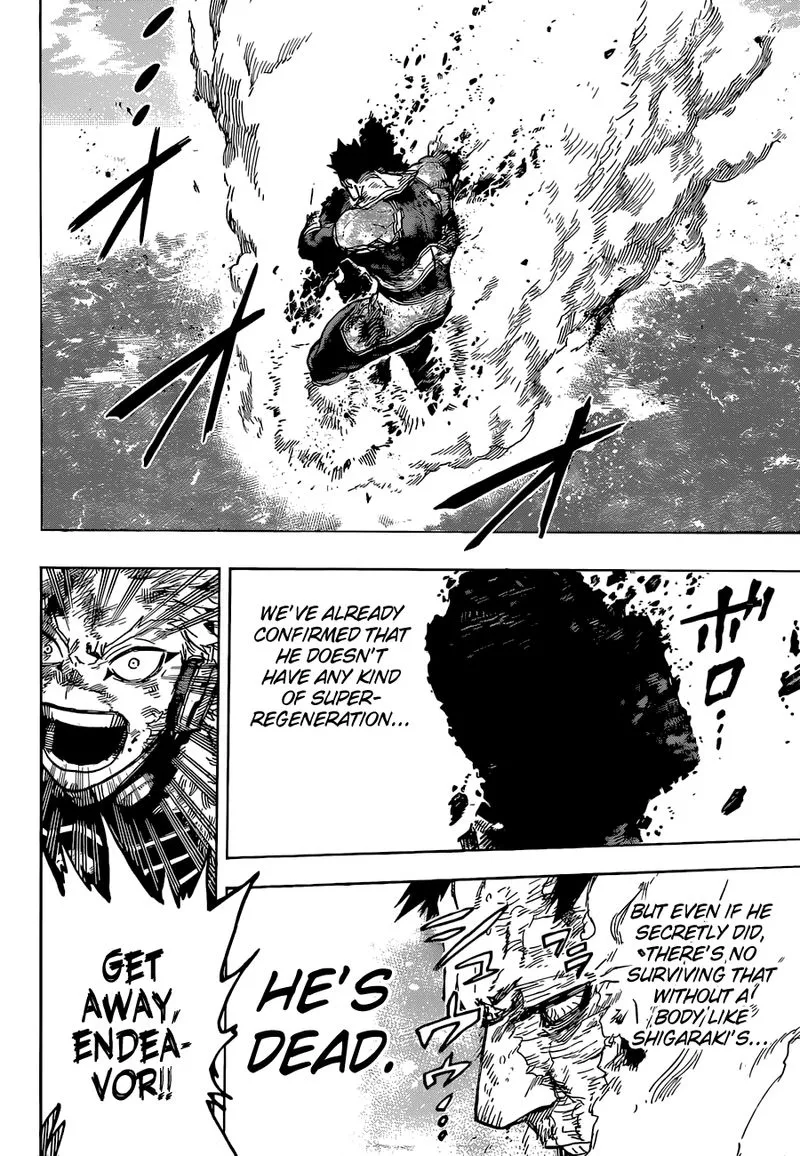 WE'VE ALREADY
CONFIRMED THAT
HE DOESN'T
HAVE ANY KIND
OF SUPER-
REGENERATION...
ボロ…
BUT EVEN IF HE
SECRETLY DID,
THERE'S NO
SURVIVING THAT
WITHOUT A
BODY LIKE
SHIGARAKI'S...
HE'S
DEAD.
GET
AWAY,
ENDEA-
VOR!!